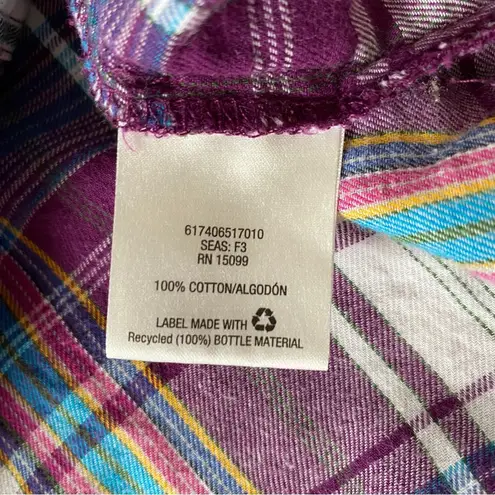 617406517010
SEAS: F3
RN 15099
100% COTTON/ALGODÓN
LABEL MADE WITH
Recycled (100%) BOTTLE MATERIAL